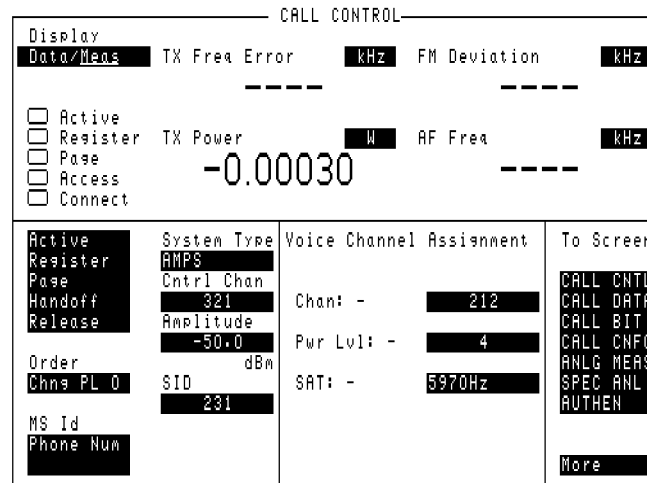 CALL CONTROL
Display
Data/Meas TX Freq Error kHz FM Deviation kHz
---- ----
Active
Register TX Power W AF Freq kHz
Page -0.00030 ----
Access
Connect
Active System Type Voice Channel Assignment To Screen
Register AMPS
Page Cntrl Chan CALL CNTL
Handoff 321 Chan: - 212 CALL DATA
Release Amplitude CALL BIT
-50.0 Pwr Lvl: - 4 CALL CNFG
Order dBm ANLG MEAS
Chng PL 0 SID SAT: - 5970Hz SPEC ANL
231 AUTHEN
MS Id
Phone Num
More